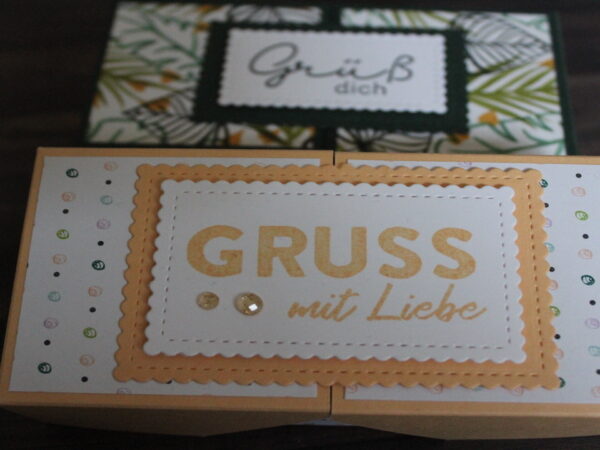 Grüß
dich
GRUSS
mit Liebe